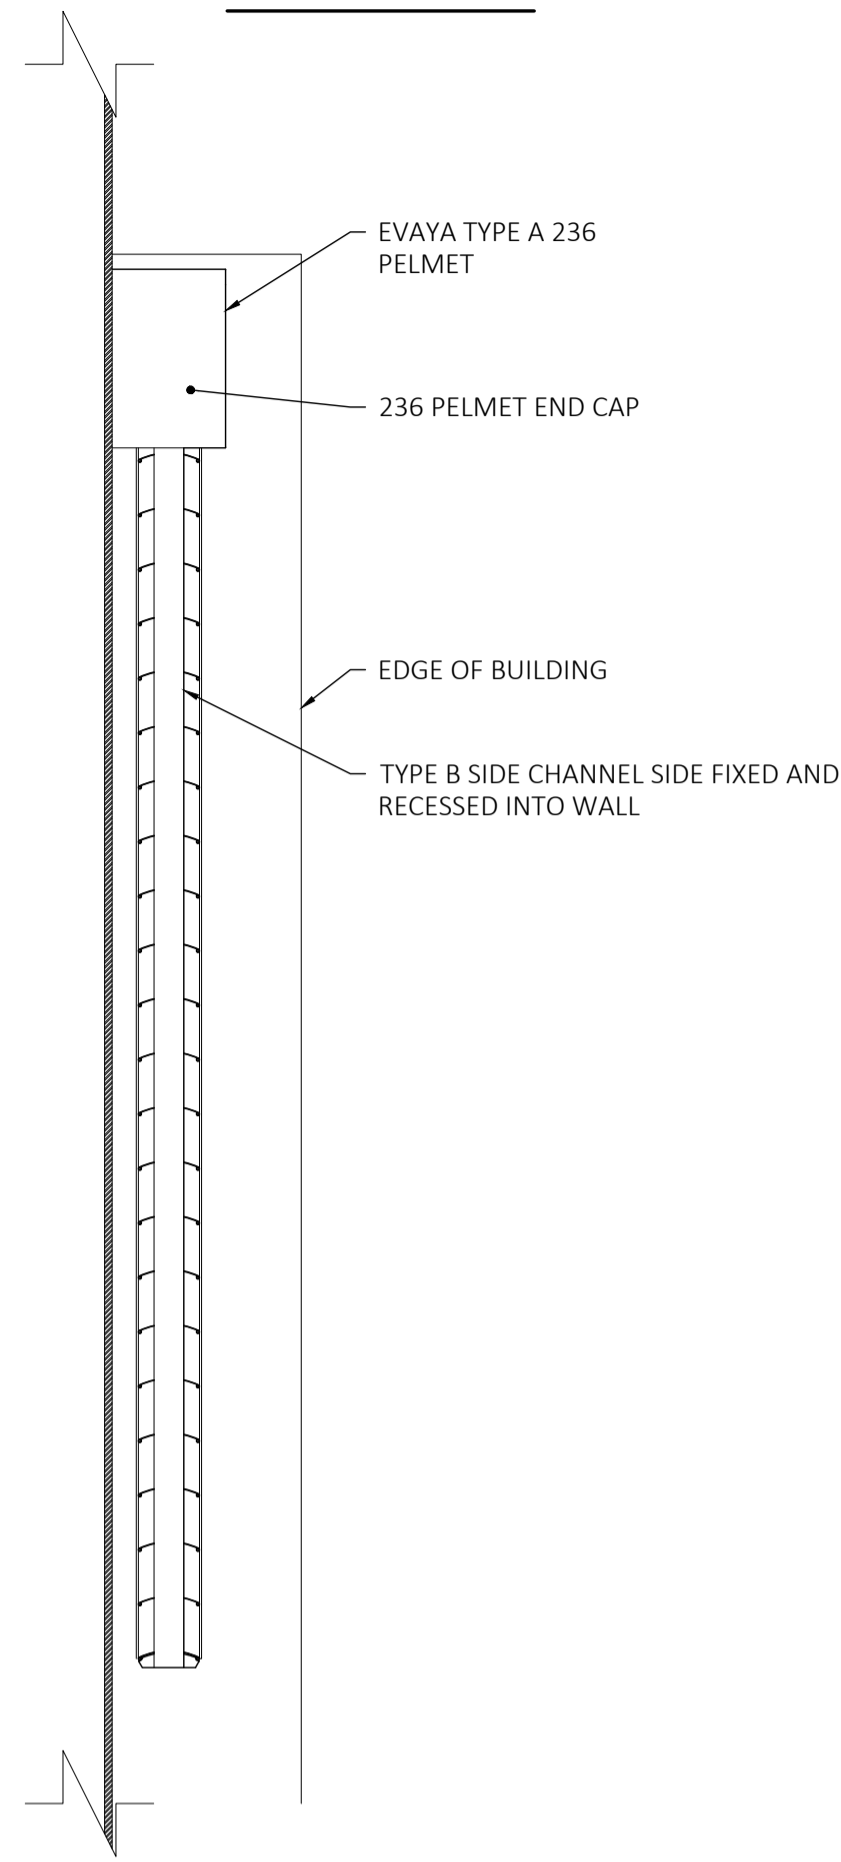 EVAYA TYPE A 236
PELMET
236 PELMET END CAP
EDGE OF BUILDING
TYPE B SIDE CHANNEL SIDE FIXED AND
RECESSED INTO WALL